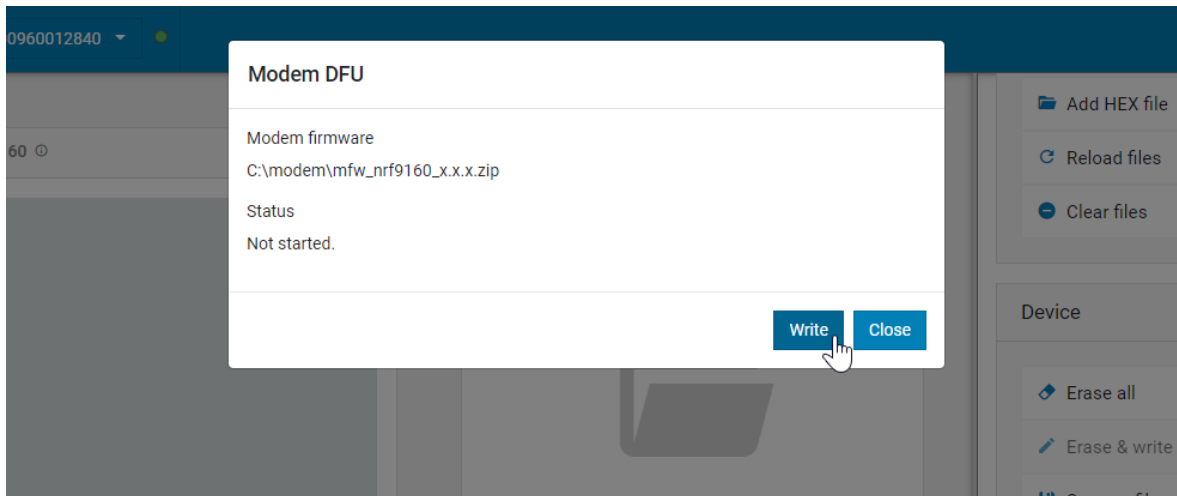 0960012840
Modem DFU
Modem firmware
C:\modem\mfw_nrf9160_x.x.x.zip
Status
Not started.
Write
Close
60
Add HEX file
Reload files
Clear files
Device
Erase all
Erase & write